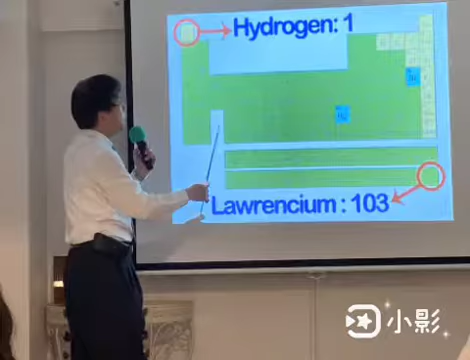 Hydrogen: 1
Lawrencium : 103
小影